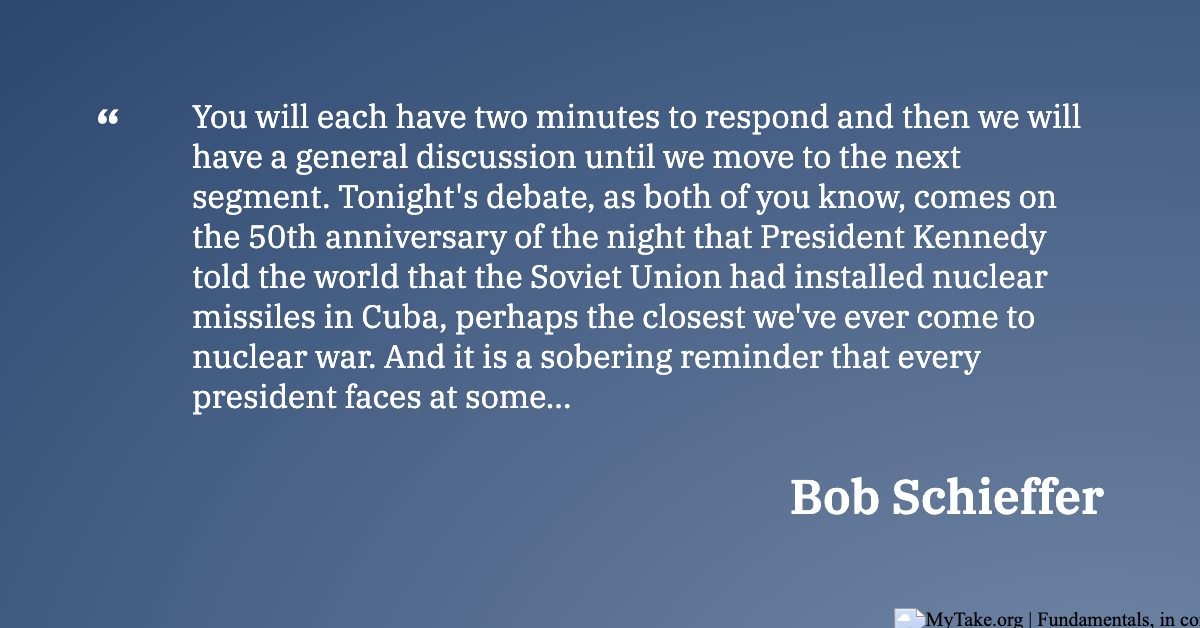 “
You will each have two minutes to respond and then we will
have a general discussion until we move to the next
segment. Tonight's debate, as both of you know, comes on
the 50th anniversary of the night that President Kennedy
told the world that the Soviet Union had installed nuclear
missiles in Cuba, perhaps the closest we've ever come to
nuclear war. And it is a sobering reminder that every
president faces at some...
Bob Schieffer
MyTake.org | Fundamentals, in co